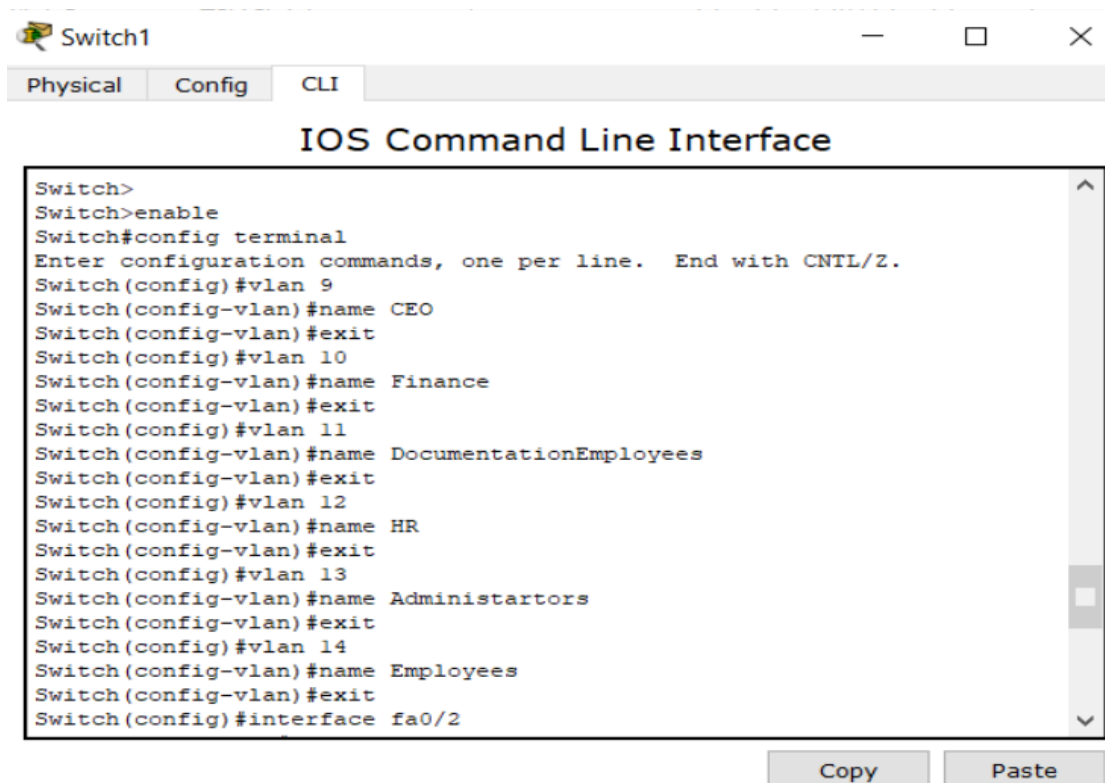 Switch1
Physical Config CLI
IOS Command Line Interface
Switch>
Switch>enable
Switch#config terminal
Enter configuration commands, one per line.  End with CNTL/Z.
Switch(config)#vlan 9
Switch(config-vlan)#name CEO
Switch(config-vlan)#exit
Switch(config)#vlan 10
Switch(config-vlan)#name Finance
Switch(config-vlan)#exit
Switch(config)#vlan 11
Switch(config-vlan)#name DocumentationEmployees
Switch(config-vlan)#exit
Switch(config)#vlan 12
Switch(config-vlan)#name HR
Switch(config-vlan)#exit
Switch(config)#vlan 13
Switch(config-vlan)#name Administartors
Switch(config-vlan)#exit
Switch(config)#vlan 14
Switch(config-vlan)#name Employees
Switch(config-vlan)#exit
Switch(config)#interface fa0/2
Copy Paste